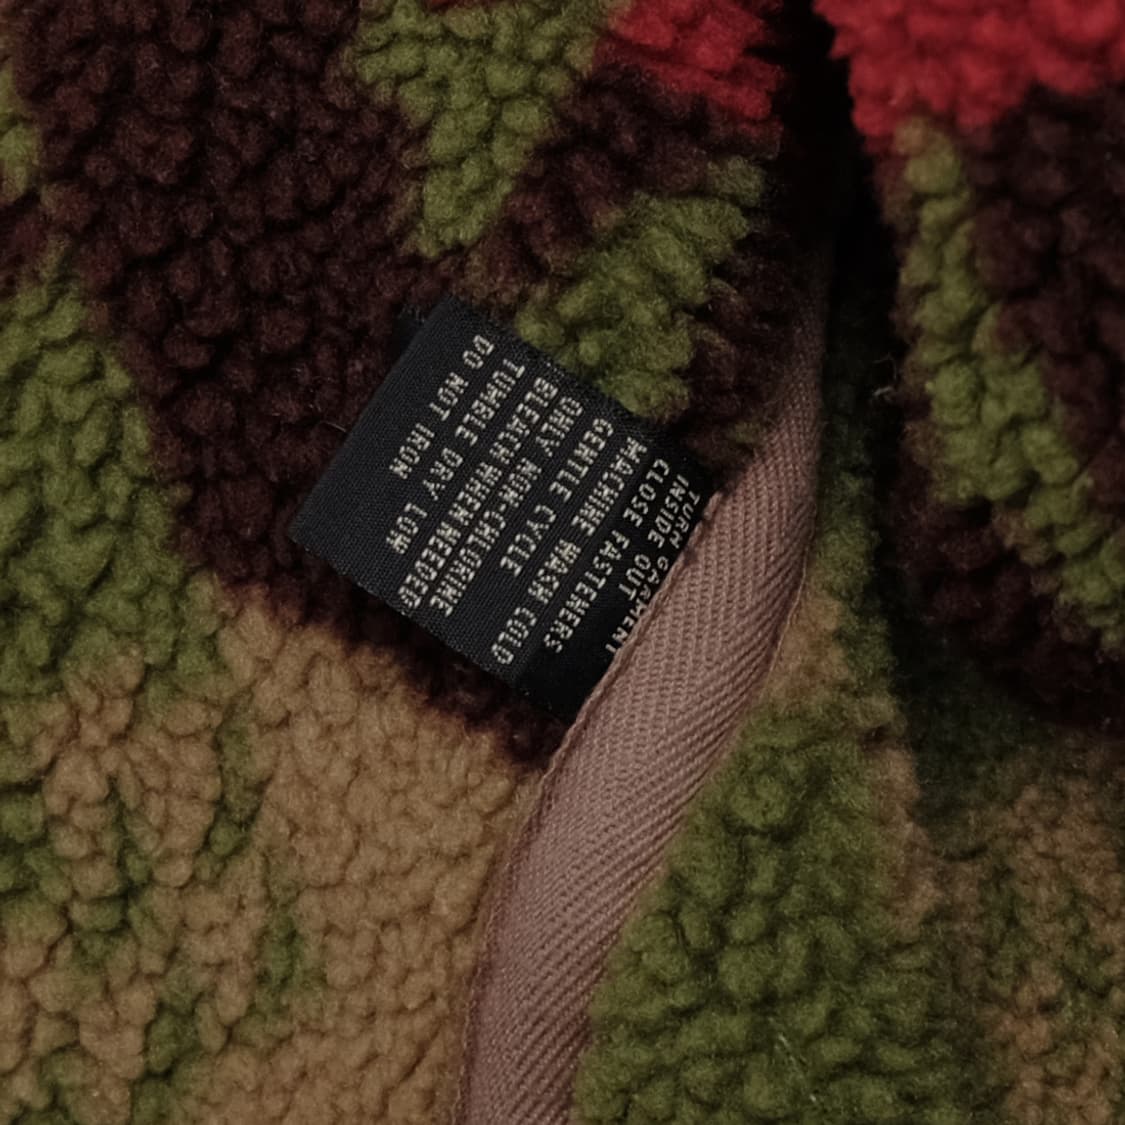 TURN GARMENT
INSIDE OUT
CLOSE FASTENERS
MACHINE WASH COLD
GENTLE CYCLE
ONLY NON-CHLORINE
BLEACH WHEN NEEDED
TUMBLE DRY LOW
DO NOT IRON